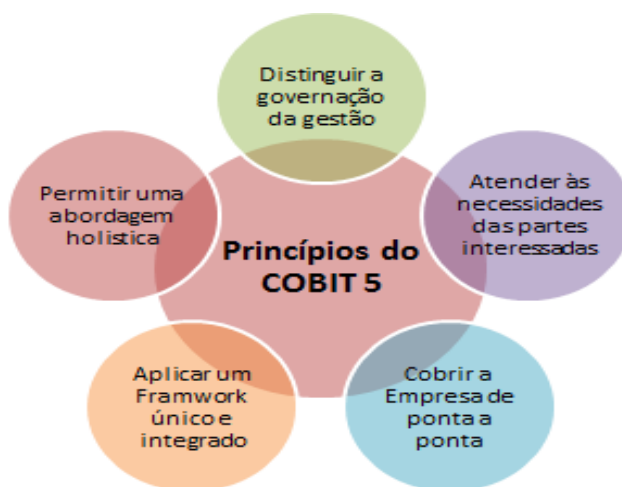 Distinguir a
governação
da gestão
Permitir uma
abordagem
holistica
Atender às
necessidades
das partes
interessadas
Princípios do
COBIT 5
Aplicar um
Framwork
único e
integrado
Cobrir a
Empresa de
ponta a
ponta